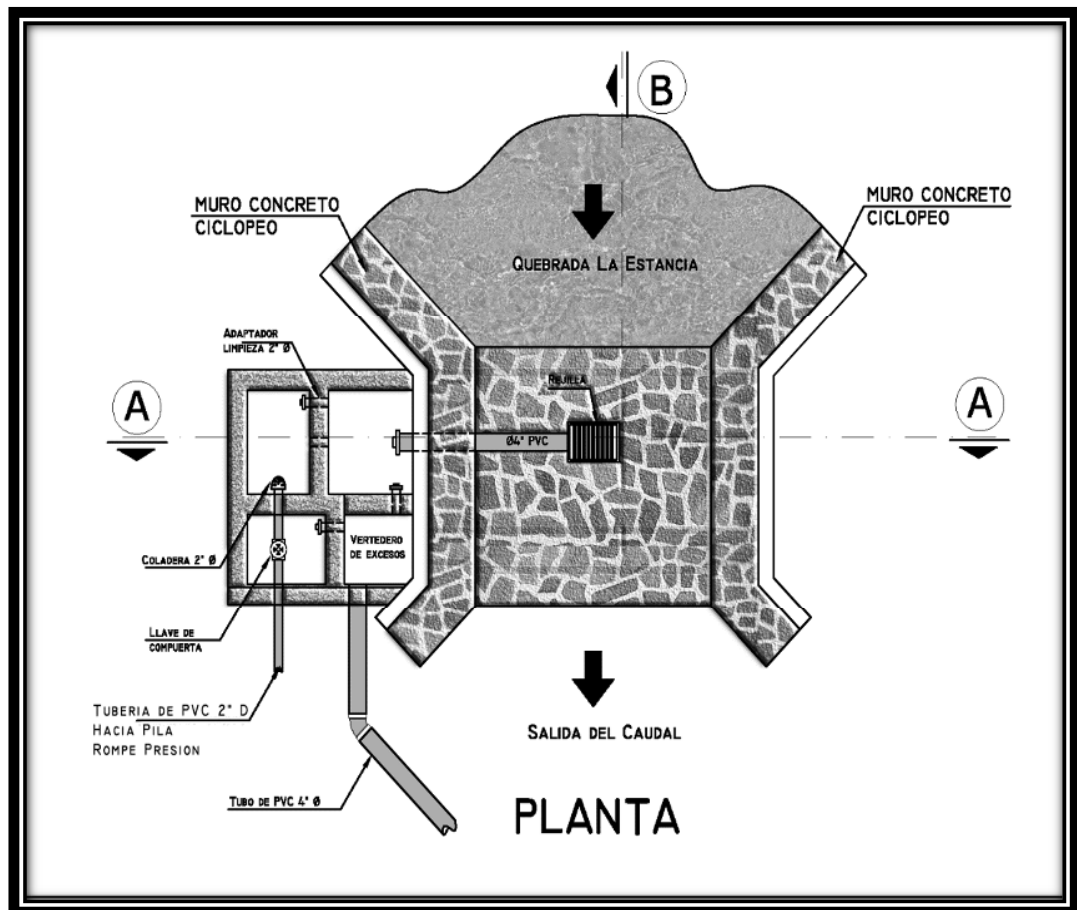 B
MURO CONCRETO
CICLOPEO
MURO CONCRETO
CICLOPEO
QUEBRADA LA ESTANCIA
ADAPTADOR
LIMPIEZA 2" Ø
REJILLA
A
A
Ø4" PVC
VERTEDERO
DE EXCESOS
COLADERA 2" Ø
LLAVE DE
COMPUERTA
TUBERIA DE PVC 2" D
HACIA PILA
ROMPE PRESION
SALIDA DEL CAUDAL
TUBO DE PVC 4" Ø
PLANTA